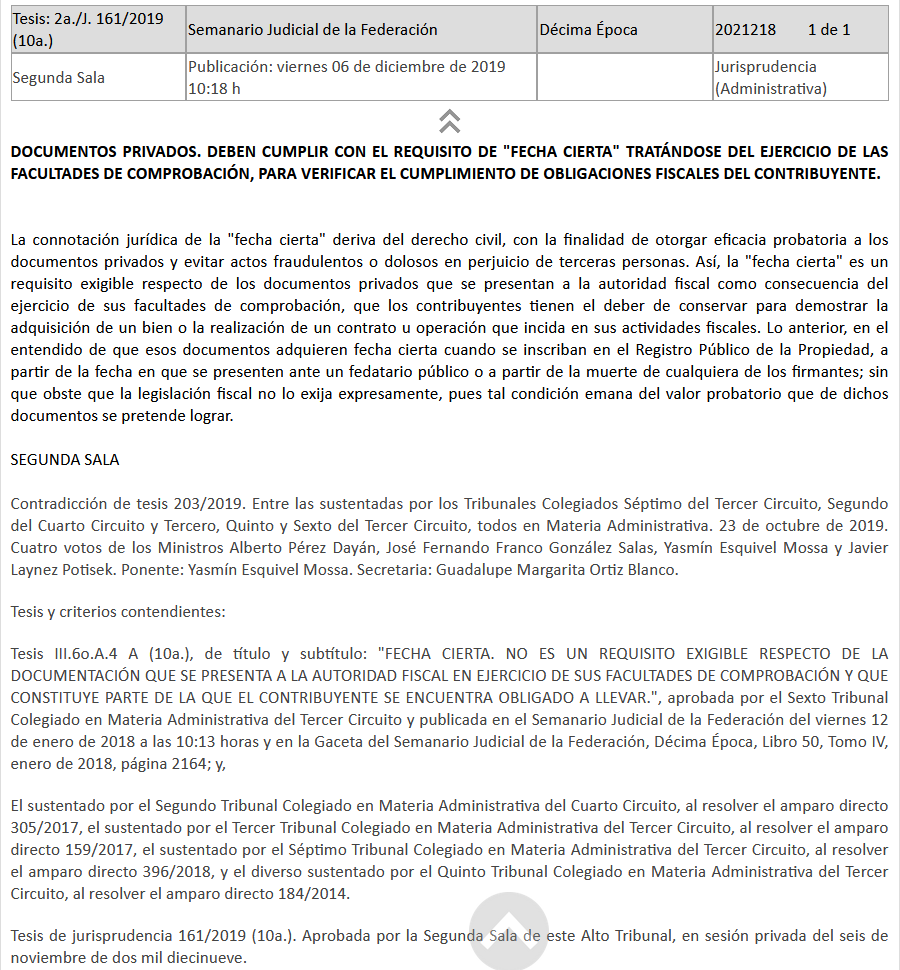 Tesis: 2a./J. 161/2019
(10a.)
Semanario Judicial de la Federación
Décima Época
2021218 1 de 1
Segunda Sala
Publicación: viernes 06 de diciembre de 2019
10:18 h
Jurisprudencia
(Administrativa)
DOCUMENTOS PRIVADOS. DEBEN CUMPLIR CON EL REQUISITO DE "FECHA CIERTA" TRATÁNDOSE DEL EJERCICIO DE LAS
FACULTADES DE COMPROBACIÓN, PARA VERIFICAR EL CUMPLIMIENTO DE OBLIGACIONES FISCALES DEL CONTRIBUYENTE.
La connotación jurídica de la "fecha cierta" deriva del derecho civil, con la finalidad de otorgar eficacia probatoria a los
documentos privados y evitar actos fraudulentos o dolosos en perjuicio de terceras personas. Así, la "fecha cierta" es un
requisito exigible respecto de los documentos privados que se presentan a la autoridad fiscal como consecuencia del
ejercicio de sus facultades de comprobación, que los contribuyentes tienen el deber de conservar para demostrar la
adquisición de un bien o la realización de un contrato u operación que incida en sus actividades fiscales. Lo anterior, en el
entendido de que esos documentos adquieren fecha cierta cuando se inscriban en el Registro Público de la Propiedad, a
partir de la fecha en que se presenten ante un fedatario público o a partir de la muerte de cualquiera de los firmantes; sin
que obste que la legislación fiscal no lo exija expresamente, pues tal condición emana del valor probatorio que de dichos
documentos se pretende lograr.
SEGUNDA SALA
Contradicción de tesis 203/2019. Entre las sustentadas por los Tribunales Colegiados Séptimo del Tercer Circuito, Segundo
del Cuarto Circuito y Tercero, Quinto y Sexto del Tercer Circuito, todos en Materia Administrativa. 23 de octubre de 2019.
Cuatro votos de los Ministros Alberto Pérez Dayán, José Fernando Franco González Salas, Yasmín Esquivel Mossa y Javier
Laynez Potisek. Ponente: Yasmín Esquivel Mossa. Secretaria: Guadalupe Margarita Ortiz Blanco.
Tesis y criterios contendientes:
Tesis III.6o.A.4 A (10a.), de título y subtítulo: "FECHA CIERTA. NO ES UN REQUISITO EXIGIBLE RESPECTO DE LA
DOCUMENTACIÓN QUE SE PRESENTA A LA AUTORIDAD FISCAL EN EJERCICIO DE SUS FACULTADES DE COMPROBACIÓN Y QUE
CONSTITUYE PARTE DE LA QUE EL CONTRIBUYENTE SE ENCUENTRA OBLIGADO A LLEVAR.", aprobada por el Sexto Tribunal
Colegiado en Materia Administrativa del Tercer Circuito y publicada en el Semanario Judicial de la Federación del viernes 12
de enero de 2018 a las 10:13 horas y en la Gaceta del Semanario Judicial de la Federación, Décima Época, Libro 50, Tomo IV,
enero de 2018, página 2164; y,
El sustentado por el Segundo Tribunal Colegiado en Materia Administrativa del Cuarto Circuito, al resolver el amparo directo
305/2017, el sustentado por el Tercer Tribunal Colegiado en Materia Administrativa del Tercer Circuito, al resolver el amparo
directo 159/2017, el sustentado por el Séptimo Tribunal Colegiado en Materia Administrativa del Tercer Circuito, al resolver
el amparo directo 396/2018, y el diverso sustentado por el Quinto Tribunal Colegiado en Materia Administrativa del Tercer
Circuito, al resolver el amparo directo 184/2014.
Tesis de jurisprudencia 161/2019 (10a.). Aprobada por la Segunda Sala de este Alto Tribunal, en sesión privada del seis de
noviembre de dos mil diecinueve.